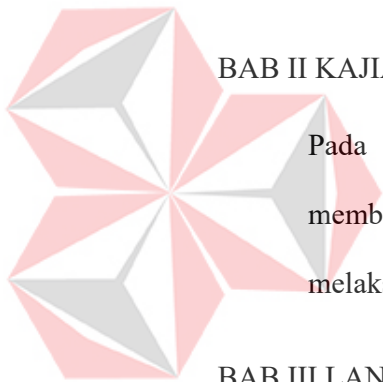 BAB II KAJIA
Pada
memb
melak
BAB III LAN